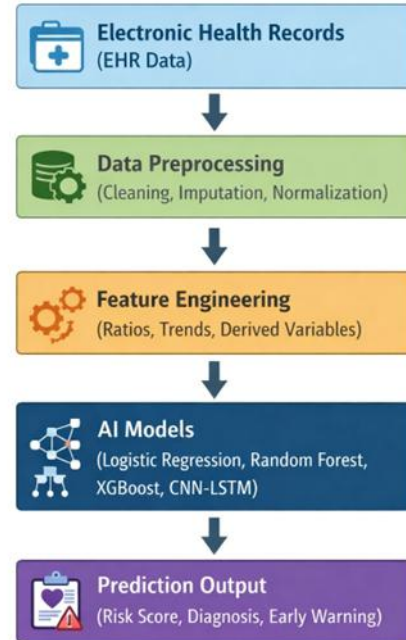 Electronic Health Records
(EHR Data)
Data Preprocessing
(Cleaning, Imputation, Normalization)
Feature Engineering
(Ratios, Trends, Derived Variables)
AI Models
(Logistic Regression, Random Forest,
XGBoost, CNN-LSTM)
Prediction Output
(Risk Score, Diagnosis, Early Warning)